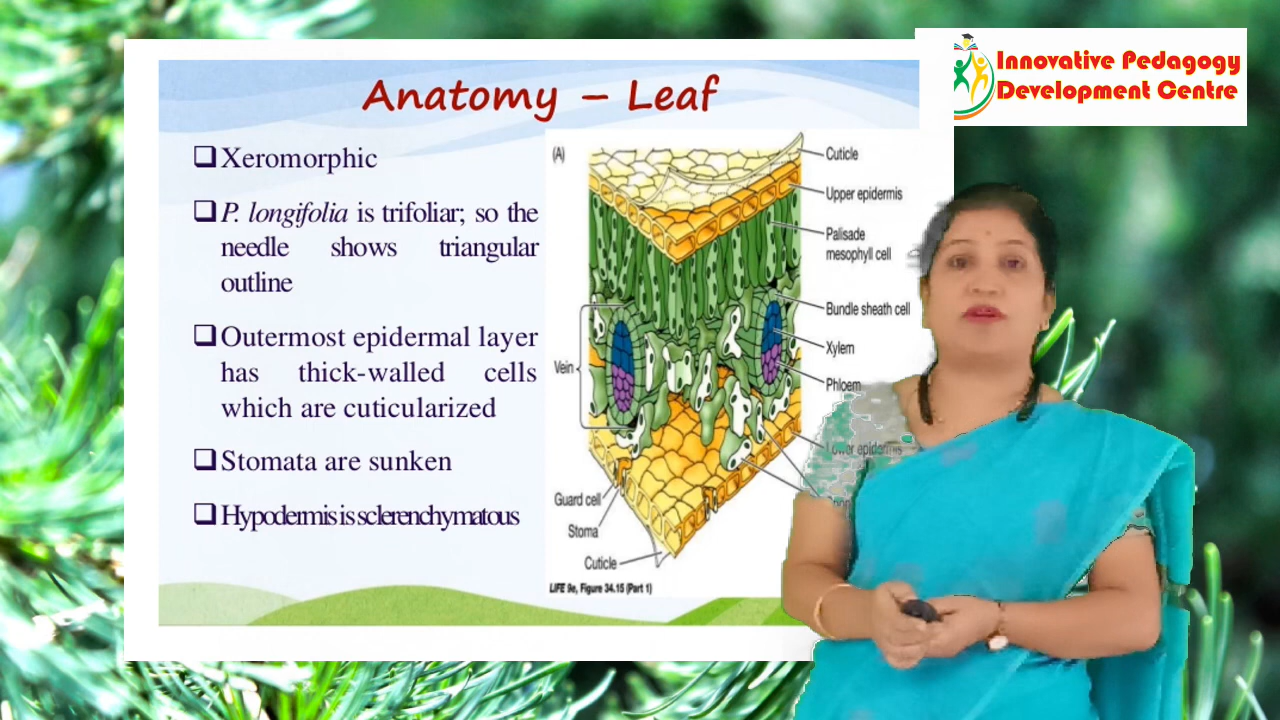 Innovative Pedagogy
Development Centre
Anatomy – Leaf
❑Xeromorphic
❑P. longifolia is trifoliar; so the
needle shows triangular
outline
❑Outermost epidermal layer
has thick-walled cells
which are cuticularized
❑Stomata are sunken
❑Hypodermis is sclerenchymatous
(A)
Cuticle
Upper epidermis
Palisade
mesophyll cell
Bundle sheath cell
Xylem
Vein
Phloem
Lower epidermis
Guard cell
Stoma
Cuticle
LIFE 9e, Figure 34.15 (Part 1)